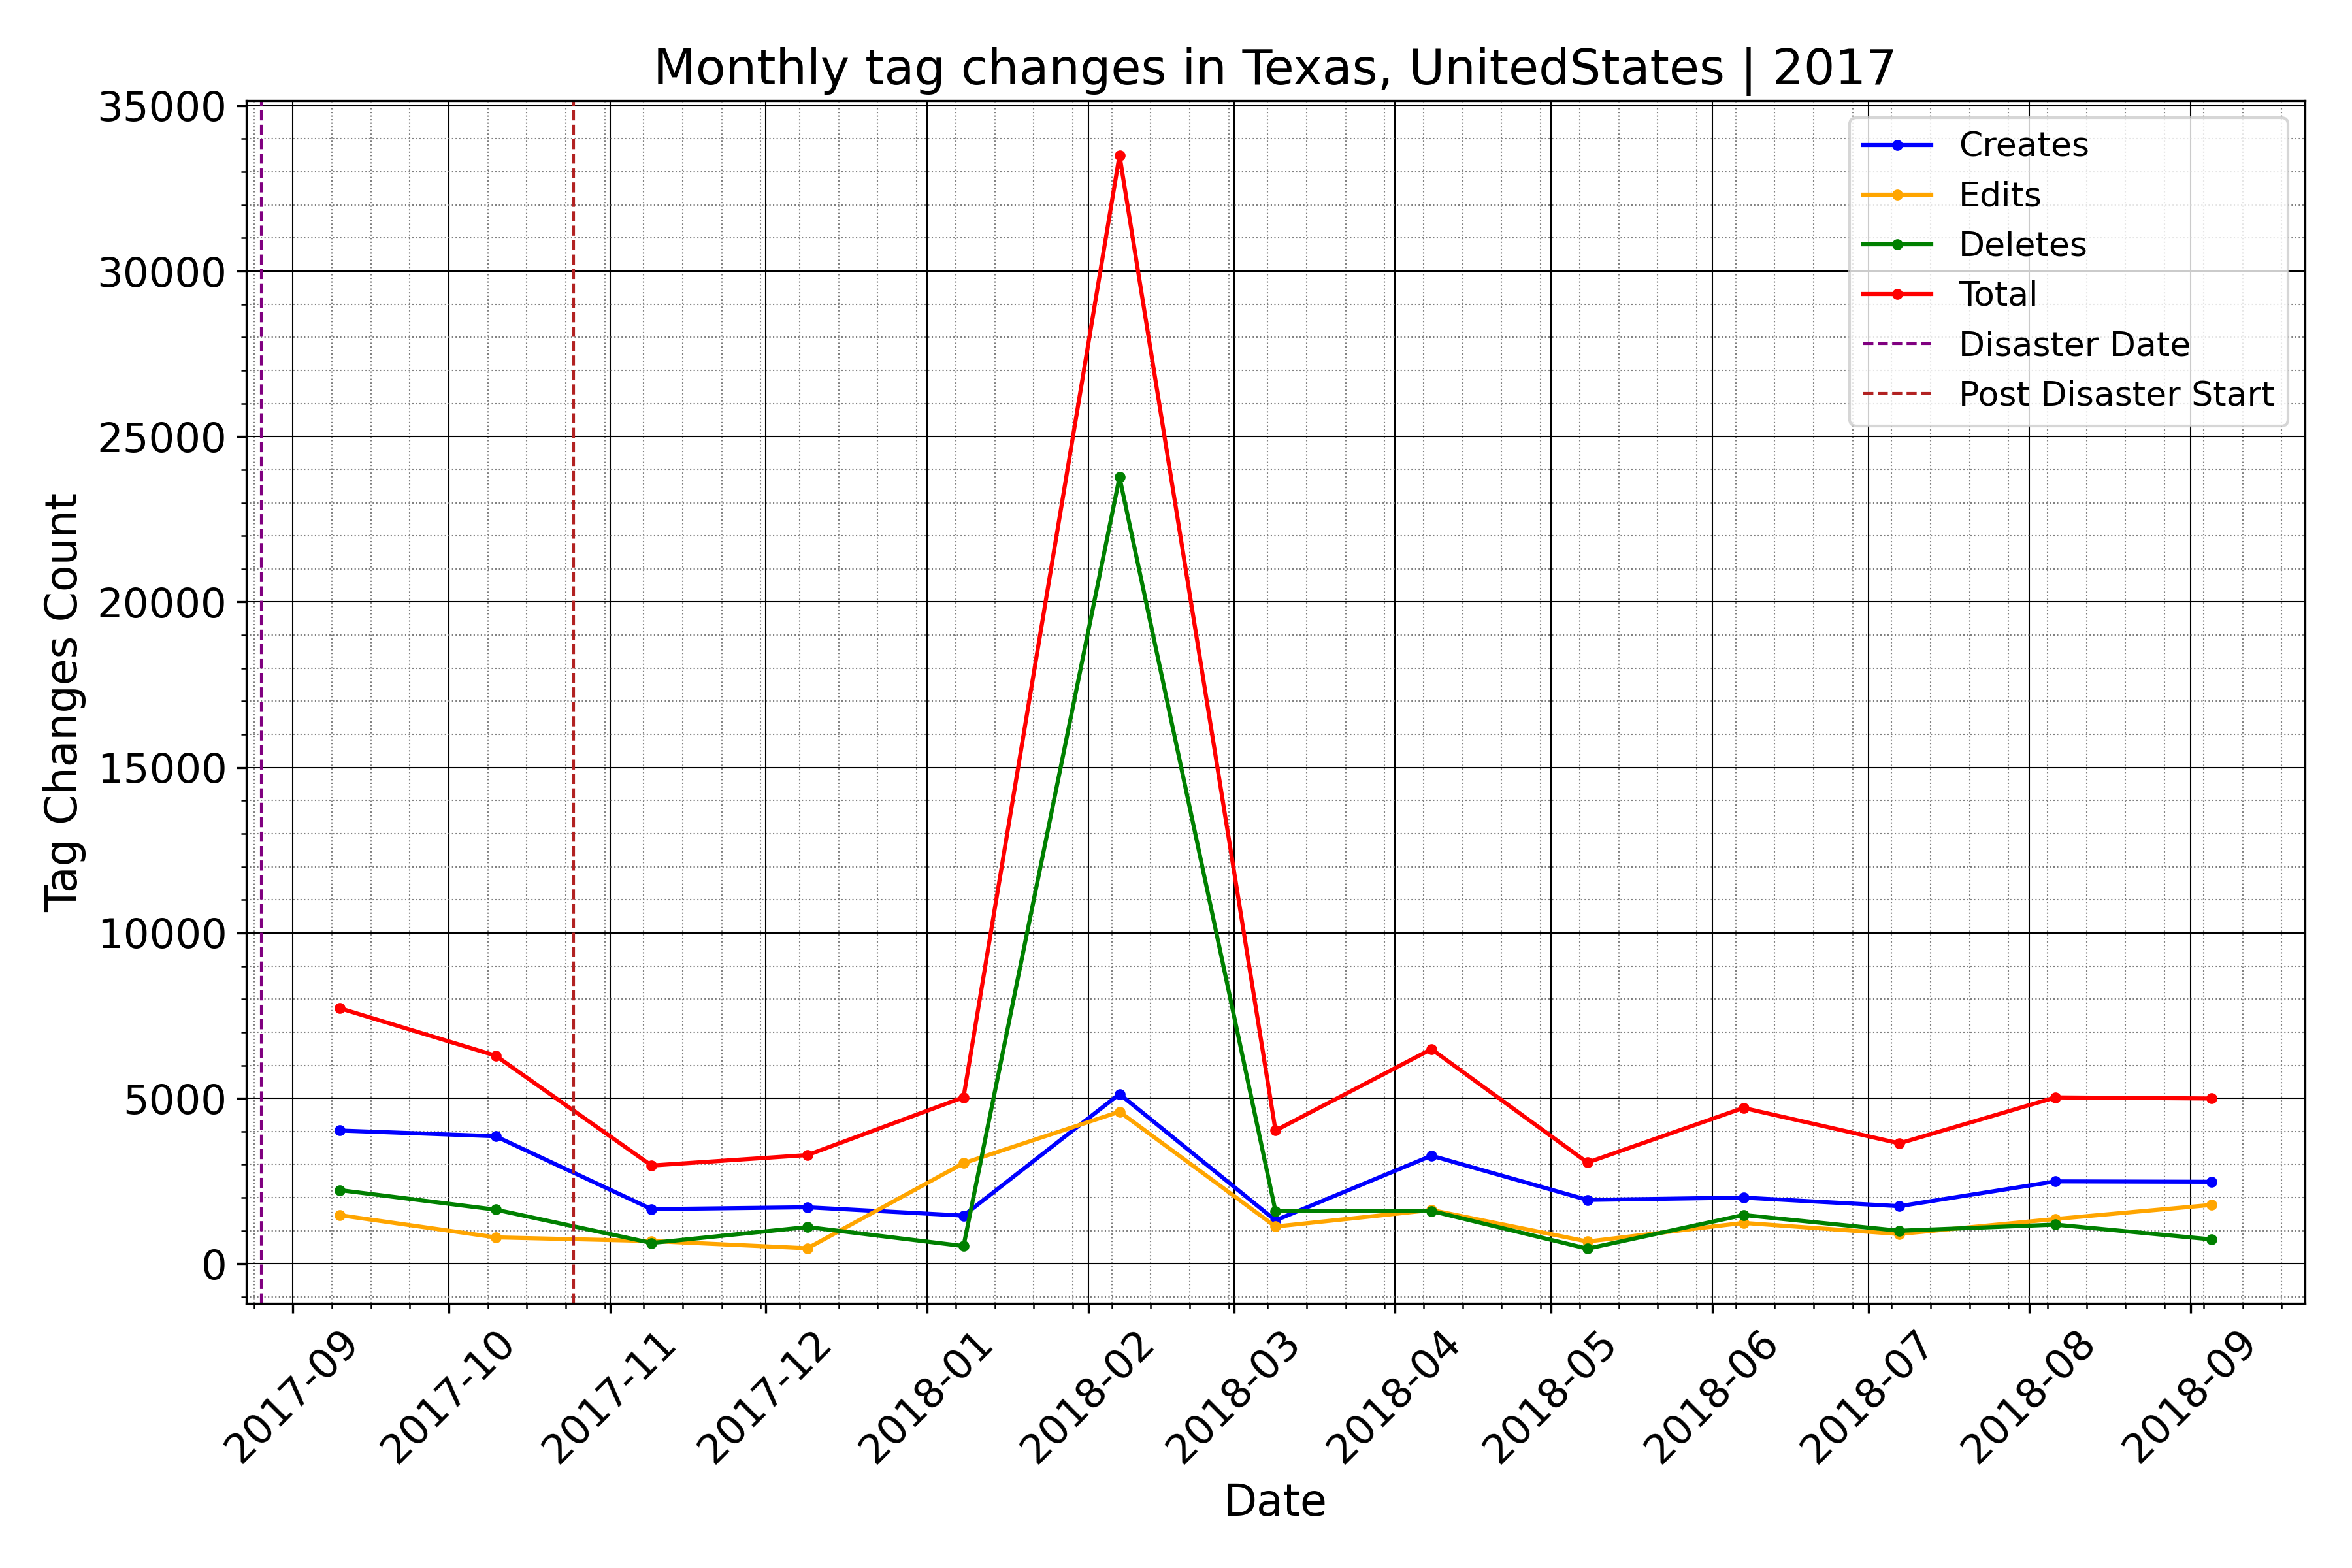 Monthly tag changes in Texas, UnitedStates | 2017
Tag Changes Count
35000
30000
25000
20000
15000
10000
5000
0
Creates
Edits
Deletes
Total
Disaster Date
Post Disaster Start
2017-09
2017-10
2017-11
2017-12
2018-01
2018-02
2018-03
2018-04
2018-05
2018-06
2018-07
2018-08
2018-09
Date